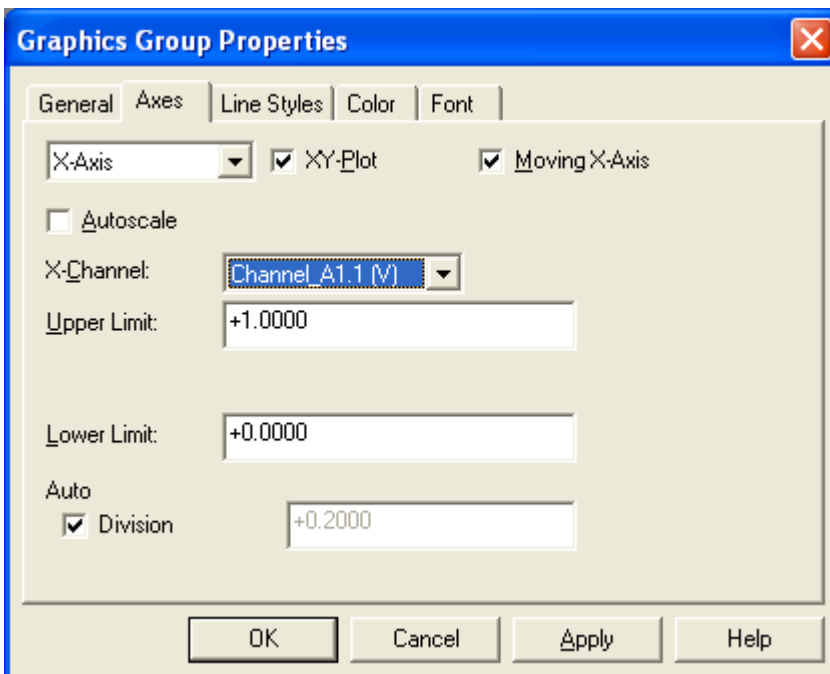 Graphics Group Properties
General Axes Line Styles Color Font
X-Axis XY-Plot Moving X-Axis
Autoscale
X-Channel: Channel_A1.1 (V)
Upper Limit: +1.0000
Lower Limit: +0.0000
Auto
Division +0.2000
OK Cancel Apply Help